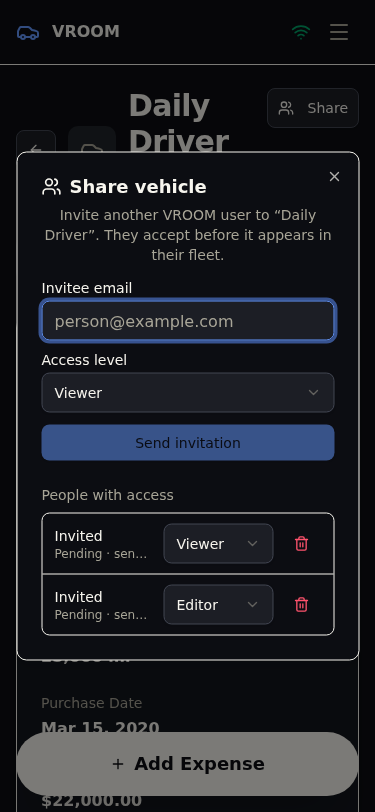 VROOM
Daily
Driver
Share
Share vehicle
Invite another VROOM user to “Daily
Driver”. They accept before it appears in
their fleet.
Invitee email
person@example.com
Access level
Viewer
Send invitation
People with access
Invited
Pending · sen…
Viewer
Invited
Pending · sen…
Editor
Purchase Date
Mar 15, 2020
+ Add Expense
$22,000.00